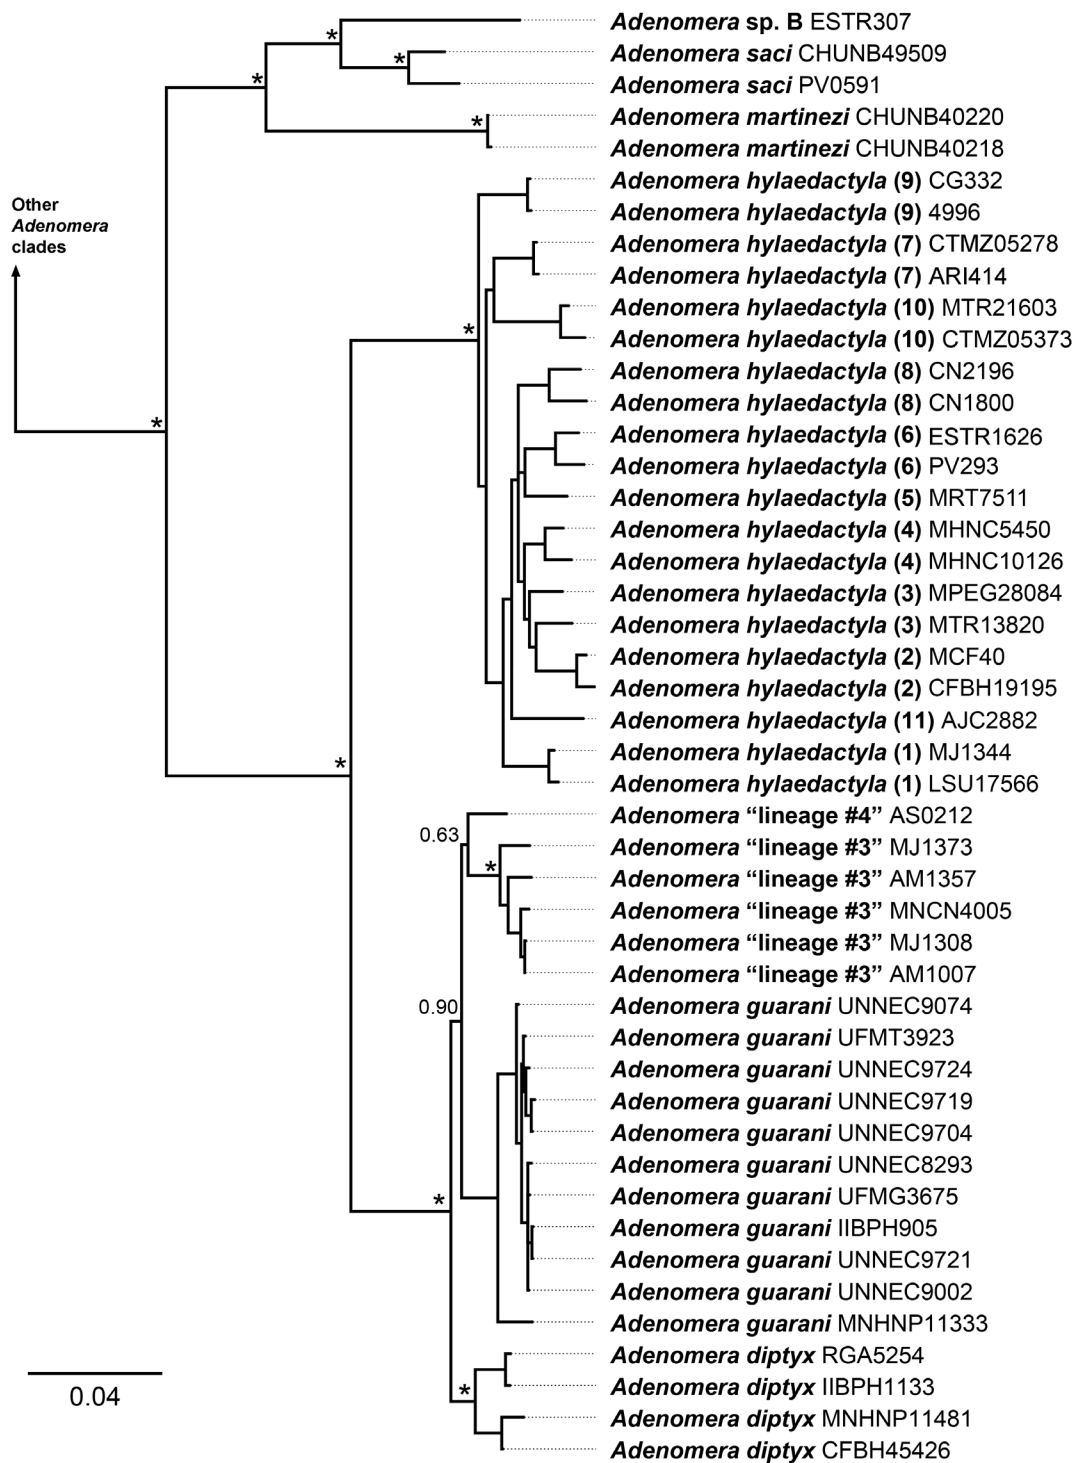 Adenomera sp. B ESTR307
*
Adenomera saci CHUNB49509
*
*
Adenomera saci PV0591
Adenomera martinezi CHUNB40220
*
Adenomera martinezi CHUNB40218
Adenomera hylaedactyla (9) CG332
Other
Adenomera
clades
Adenomera hylaedactyla (9) 4996
Adenomera hylaedactyla (7) CTMZ05278
Adenomera hylaedactyla (7) ARI414
Adenomera hylaedactyla (10) MTR21603
*
Adenomera hylaedactyla (10) CTMZ05373
Adenomera hylaedactyla (8) CN2196
Adenomera hylaedactyla (8) CN1800
*
Adenomera hylaedactyla (6) ESTR1626
Adenomera hylaedactyla (6) PV293
Adenomera hylaedactyla (5) MRT7511
Adenomera hylaedactyla (4) MHNC5450
Adenomera hylaedactyla (4) MHNC10126
Adenomera hylaedactyla (3) MPEG28084
Adenomera hylaedactyla (3) MTR13820
Adenomera hylaedactyla (2) MCF40
Adenomera hylaedactyla (2) CFBH19195
Adenomera hylaedactyla (11) AJC2882
Adenomera hylaedactyla (1) MJ1344
*
Adenomera hylaedactyla (1) LSU17566
Adenomera “lineage #4” AS0212
0.63
Adenomera “lineage #3” MJ1373
*
Adenomera “lineage #3” AM1357
Adenomera “lineage #3” MNCN4005
Adenomera “lineage #3” MJ1308
Adenomera “lineage #3” AM1007
0.90
Adenomera guarani UNNEC9074
Adenomera guarani UFMT3923
Adenomera guarani UNNEC9724
Adenomera guarani UNNEC9719
Adenomera guarani UNNEC9704
Adenomera guarani UNNEC8293
*
Adenomera guarani UFMG3675
Adenomera guarani IIBPH905
Adenomera guarani UNNEC9721
Adenomera guarani UNNEC9002
Adenomera guarani MNHNP11333
Adenomera diptyx RGA5254
*
Adenomera diptyx IIBPH1133
0.04
Adenomera diptyx MNHNP11481
Adenomera diptyx CFBH45426